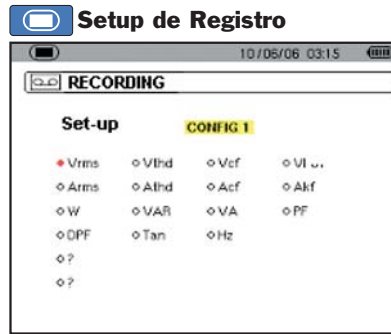 Setup de Registro
10/06/06 03:15
RECORDING
Set-up CONFIG 1
Vrms Vthd Vcf
Arms Athd Acf Akf
W VAR VA PF
DPF Tan Hz
?
?